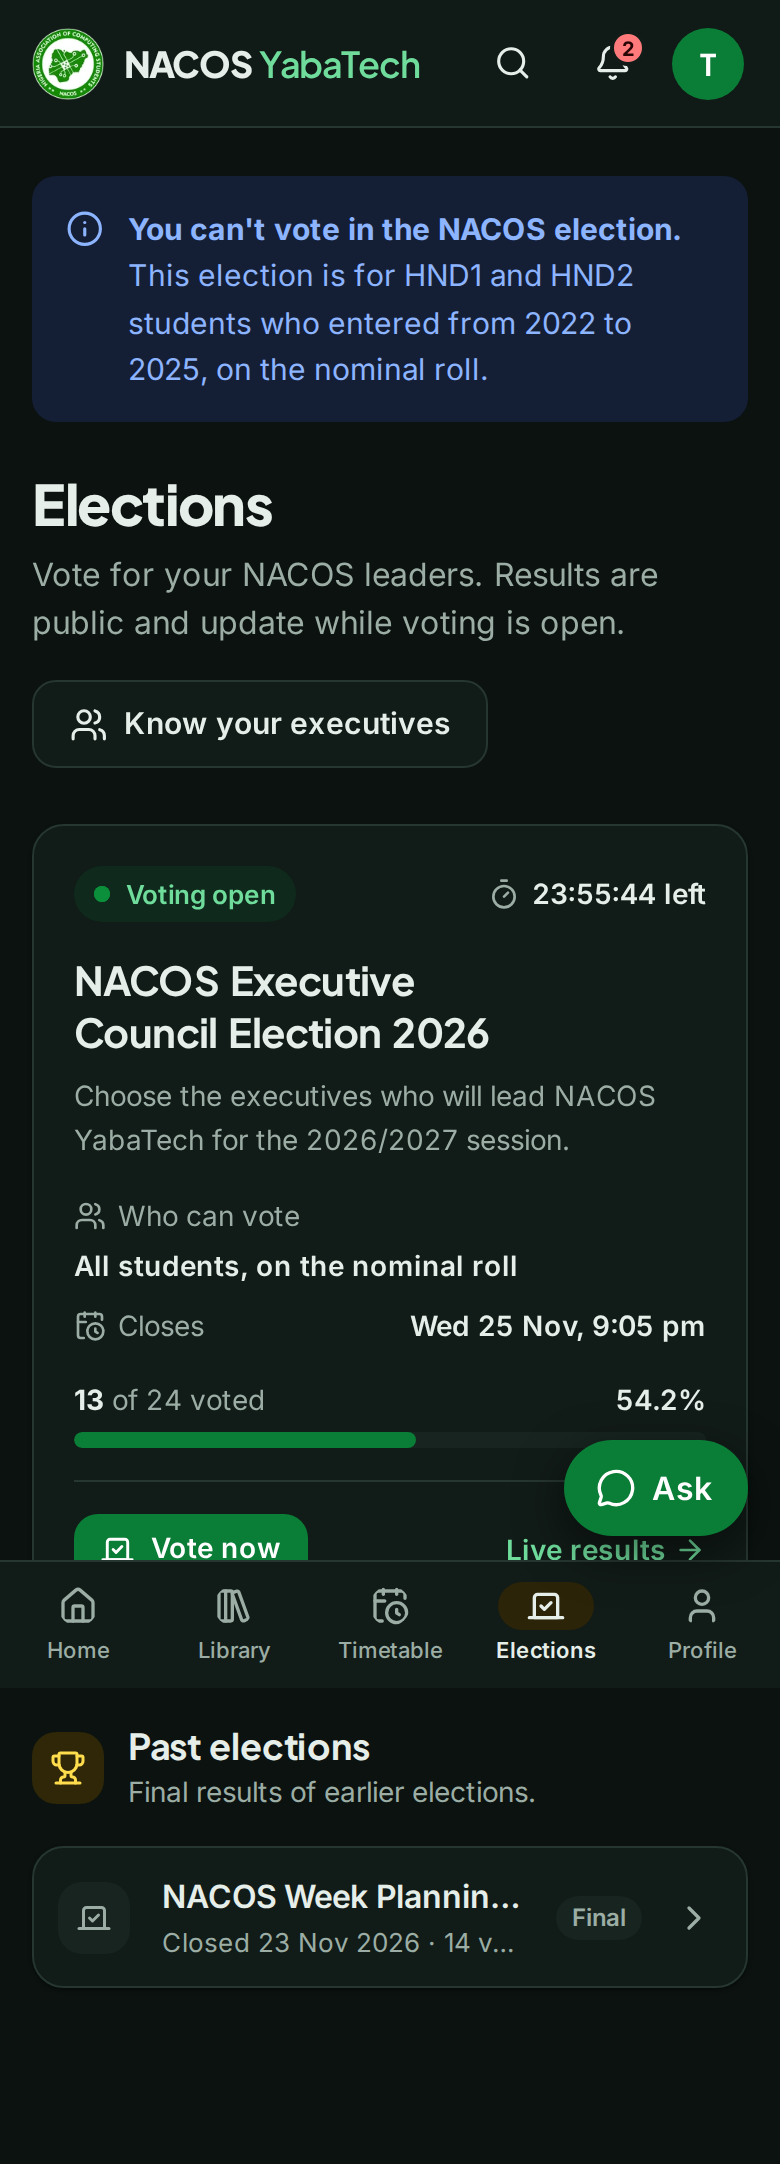 NACOS YabaTech
2
T
You can't vote in the NACOS election.
This election is for HND1 and HND2
students who entered from 2022 to
2025, on the nominal roll.
Elections
Vote for your NACOS leaders. Results are
public and update while voting is open.
Know your executives
Voting open
23:55:44 left
NACOS Executive
Council Election 2026
Choose the executives who will lead NACOS
YabaTech for the 2026/2027 session.
Who can vote
All students, on the nominal roll
Closes
Wed 25 Nov, 9:05 pm
13 of 24 voted
54.2%
Ask
Vote now
Live results
Home
Library
Timetable
Elections
Profile
Past elections
Final results of earlier elections.
NACOS Week Plannin...
Final
Closed 23 Nov 2026 · 14 v...